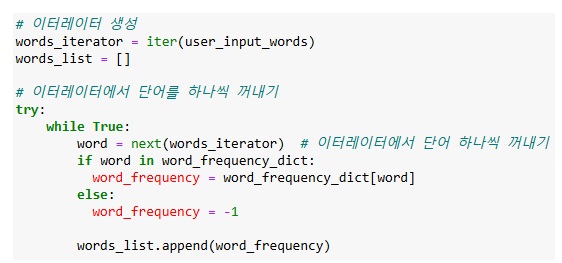 # 이터레이터 생성
words_iterator = iter(user_input_words)
words_list = []
# 이터레이터에서 단어를 하나씩 꺼내기
try:
while True:
word = next(words_iterator)  # 이터레이터에서 단어 하나씩 꺼내기
if word in word_frequency_dict:
word_frequency = word_frequency_dict[word]
else:
word_frequency = -1
words_list.append(word_frequency)